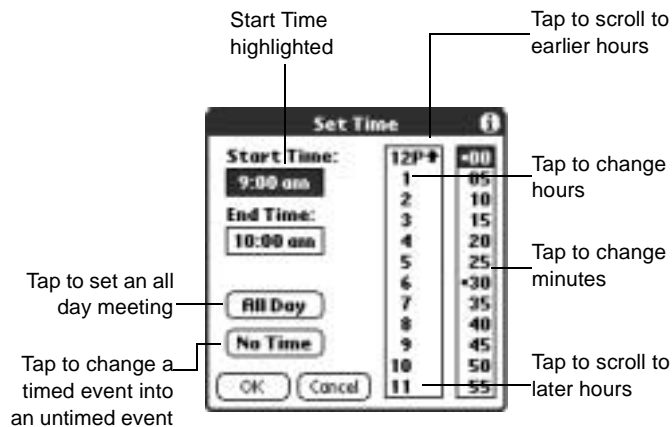 Start Time
highlighted
Tap to scroll to
earlier hours
Set Time
i
Start Time:
9:00 am
End Time:
10:00 am
All Day
No Time
OK
Cancel
12P
1
2
3
4
5
6
7
8
9
10
11
00
05
10
15
20
25
30
35
40
45
50
55
Tap to change
hours
Tap to change
minutes
Tap to scroll to
later hours
Tap to set an all
day meeting
Tap to change a
timed event into
an untimed event